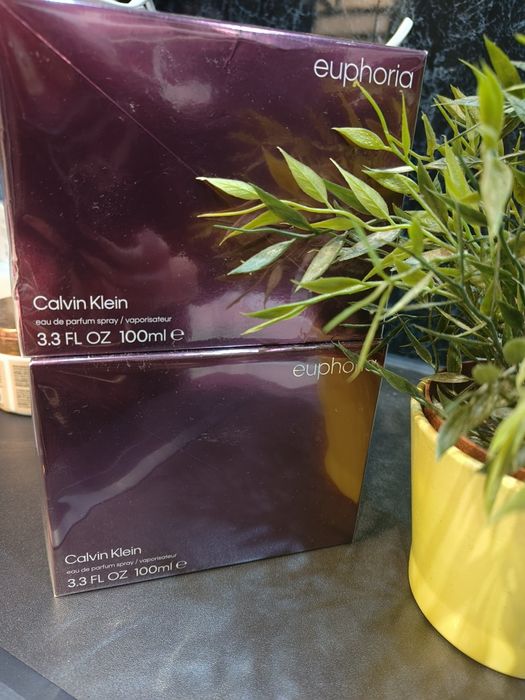 euphoria
Calvin Klein
eau de parfum spray / vaporisateur
3.3 FL OZ 100ml e
euphoria
Calvin Klein
eau de parfum spray / vaporisateur
3.3 FL OZ 100ml e